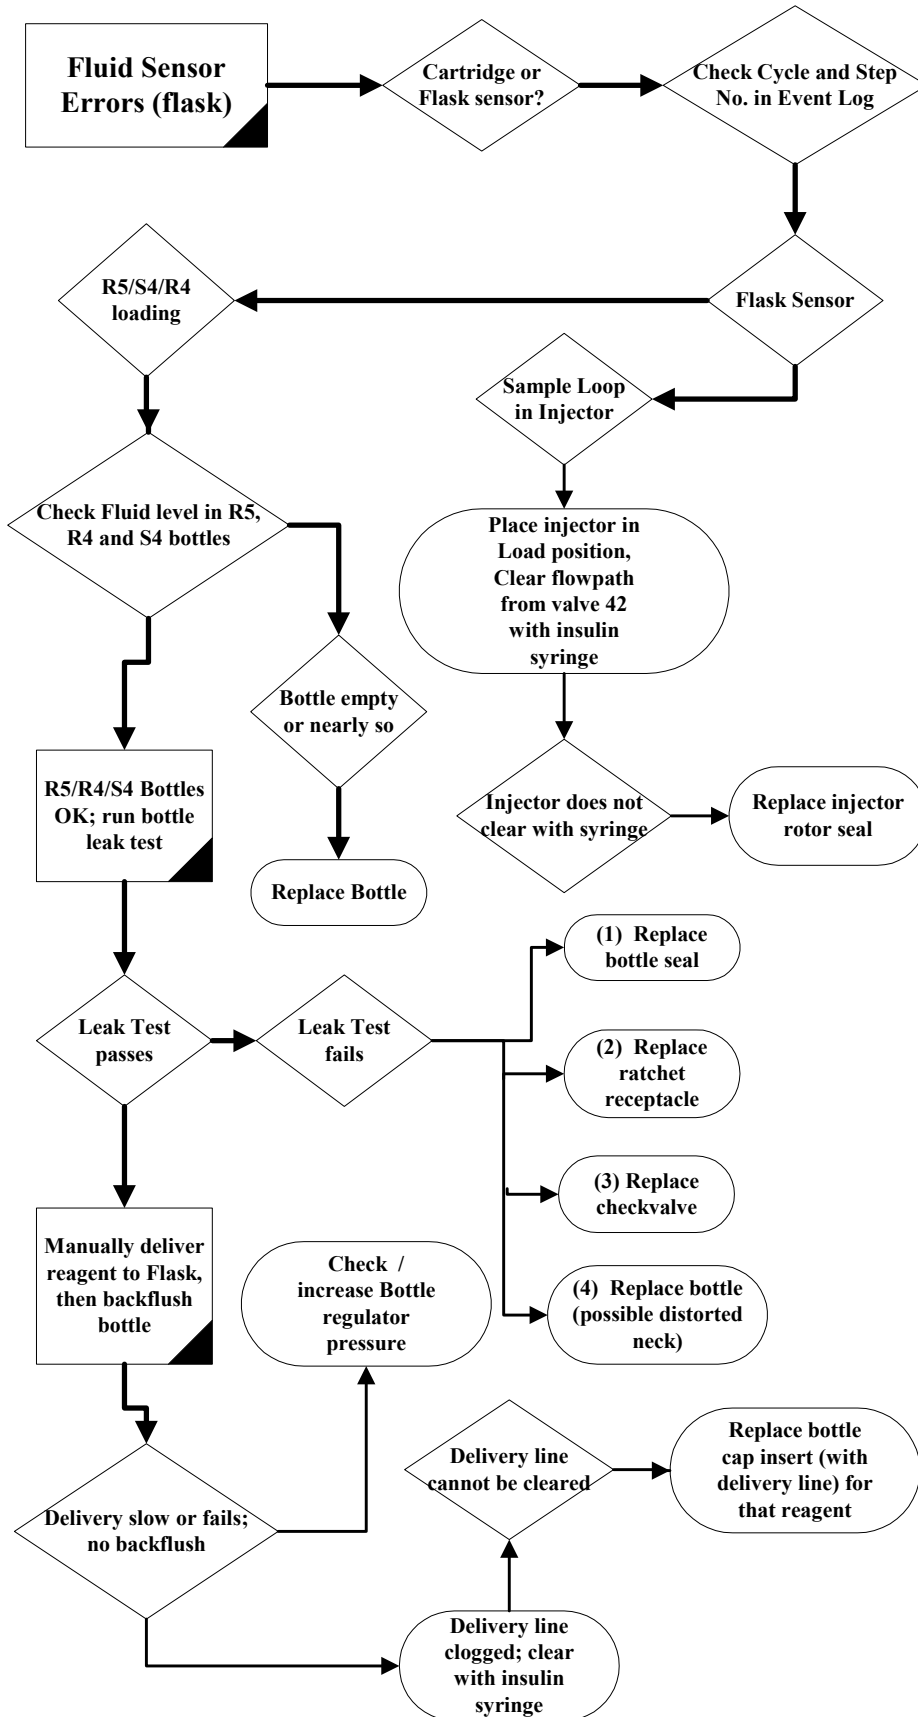 Fluid Sensor
Errors (flask)
Cartridge or
Flask sensor?
Check Cycle and Step
No. in Event Log
R5/S4/R4
loading
Flask Sensor
Sample Loop
in Injector
Check Fluid level in R5,
R4 and S4 bottles
Place injector in
Load position,
Clear flowpath
from valve 42
with insulin
syringe
Bottle empty
or nearly so
R5/R4/S4 Bottles
OK; run bottle
leak test
Injector does not
clear with syringe
Replace injector
rotor seal
Replace Bottle
(1)  Replace
bottle seal
Leak Test
passes
Leak Test
fails
(2)  Replace
ratchet
receptacle
(3) Replace
checkvalve
Manually deliver
reagent to Flask,
then backflush
bottle
Check  /
increase Bottle
regulator
pressure
(4)  Replace bottle
(possible distorted
neck)
Delivery line
cannot be cleared
Replace bottle
cap insert (with
delivery line) for
that reagent
Delivery slow or fails;
no backflush
Delivery line
clogged; clear
with insulin
syringe